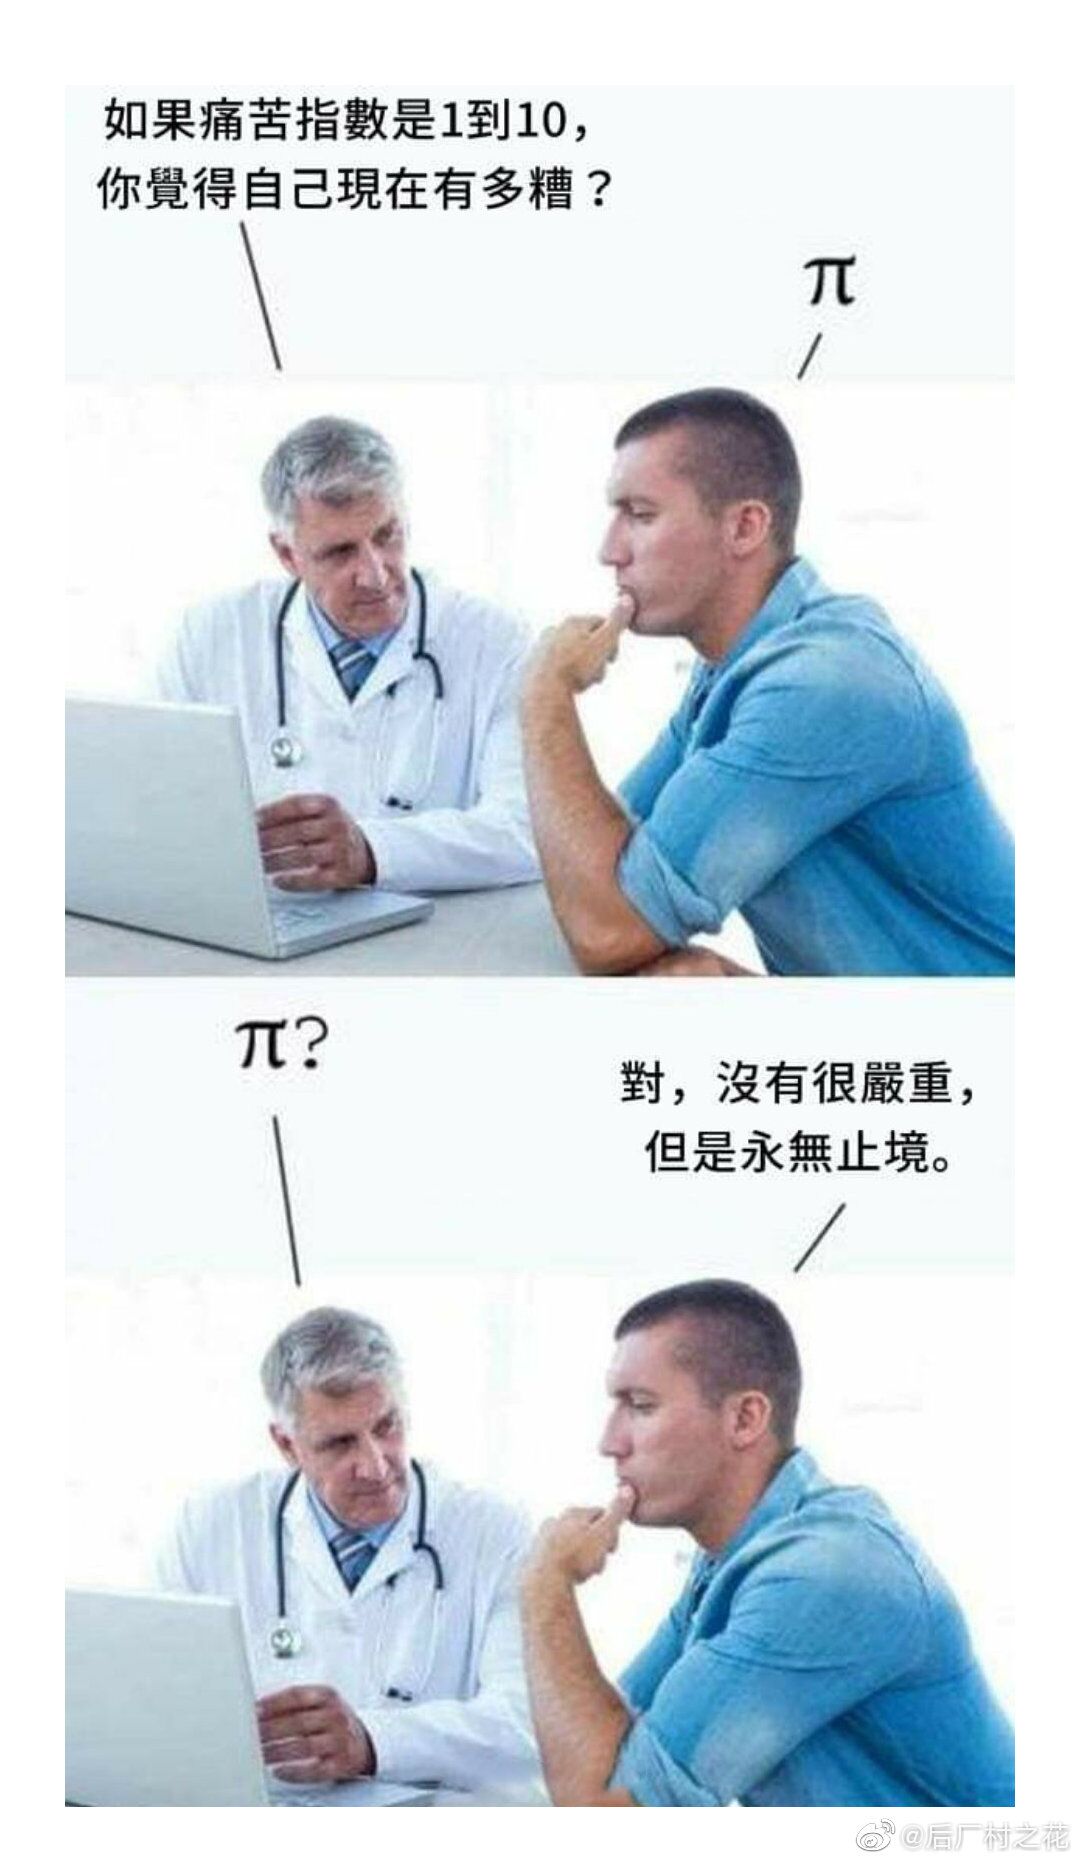 如果痛苦指數是1到10，
你覺得自己現在有多糟？
π
π?
對，沒有很嚴重，
但是永無止境。
@后厂村之花